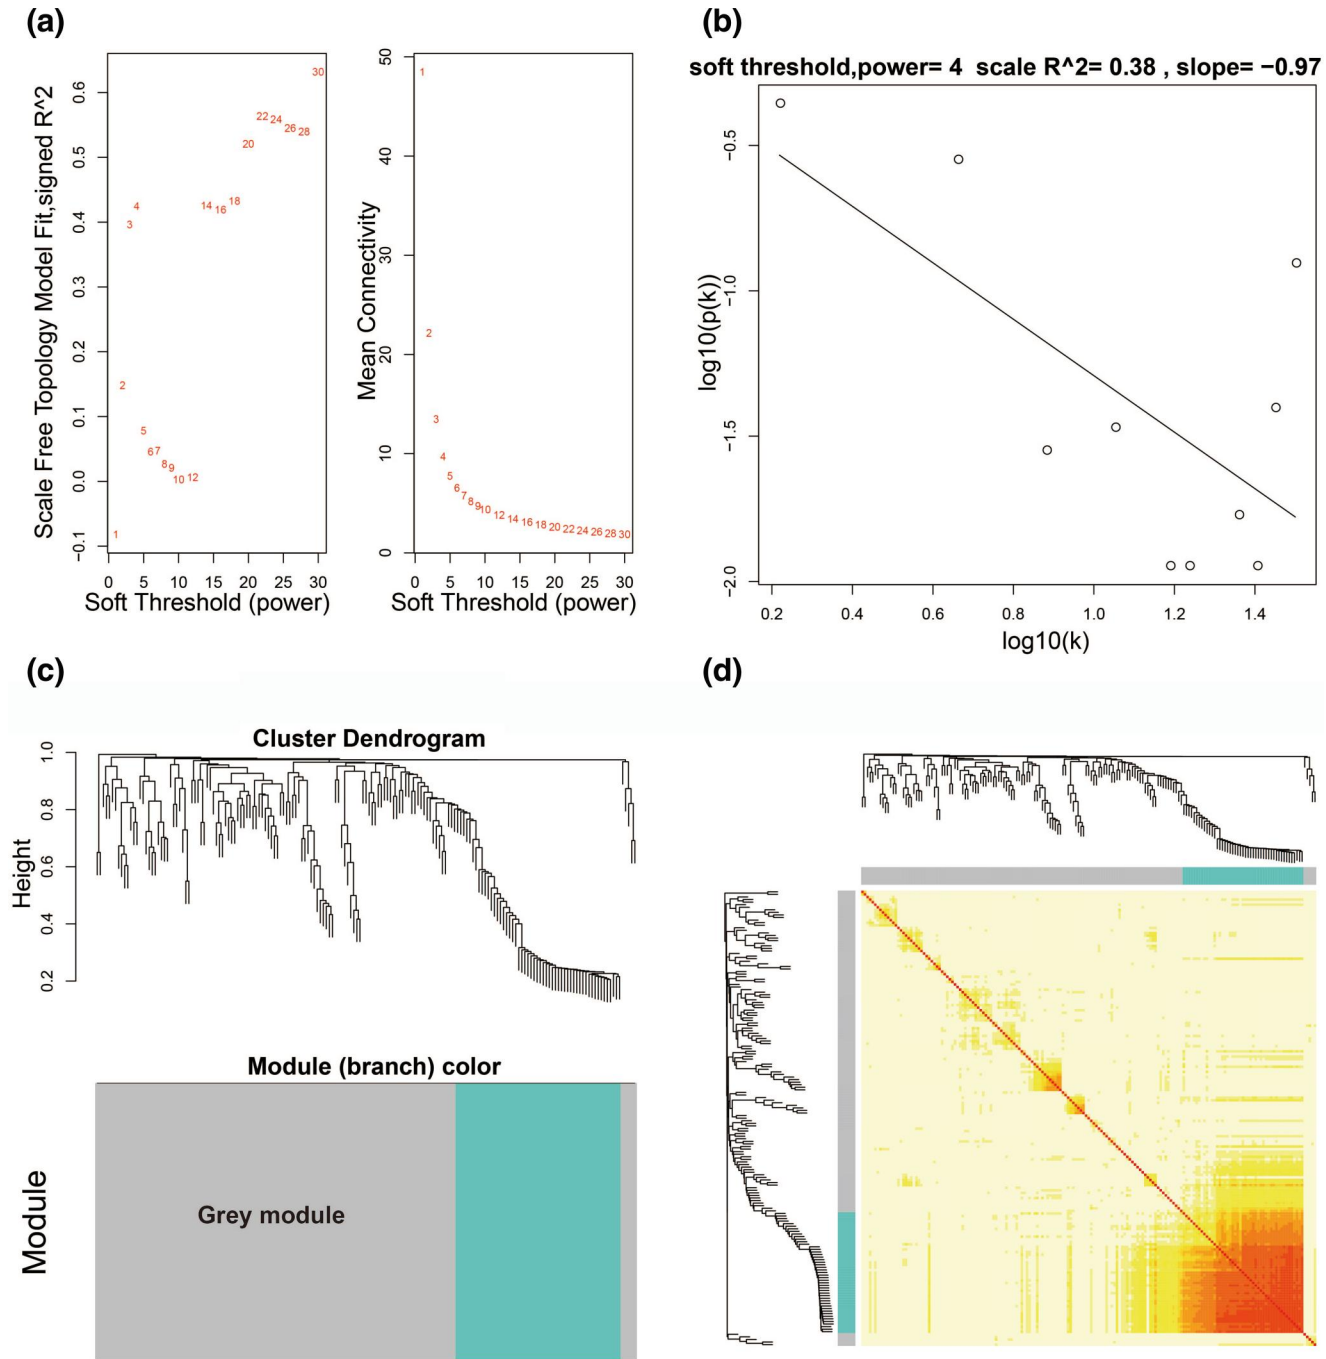 (a)
Scale Free Topology Model Fit,signed R^2
0.6
0.5
0.4
0.3
0.2
0.1
0.0
−0.1
30
22 24 26 28
20
4
3
14 16 18
2
5
6 7 8 9 10 12
1
0 5 10 15 20 25 30
Soft Threshold (power)
Mean Connectivity
50
40
30
20
10
0
1
2
3
4
5
6 7 8 9 10 12 14 16 18 20 22 24 26 28 30
0 5 10 15 20 25 30
Soft Threshold (power)
(b)
soft threshold,power= 4 scale R^2= 0.38 , slope= −0.97
log10(p(k))
−0.5
−1.0
−1.5
−2.0
0.2 0.4 0.6 0.8 1.0 1.2 1.4
log10(k)
(c)
Cluster Dendrogram
Height
1.0
0.8
0.6
0.4
0.2
Module (branch) color
Module
Grey module
(d)